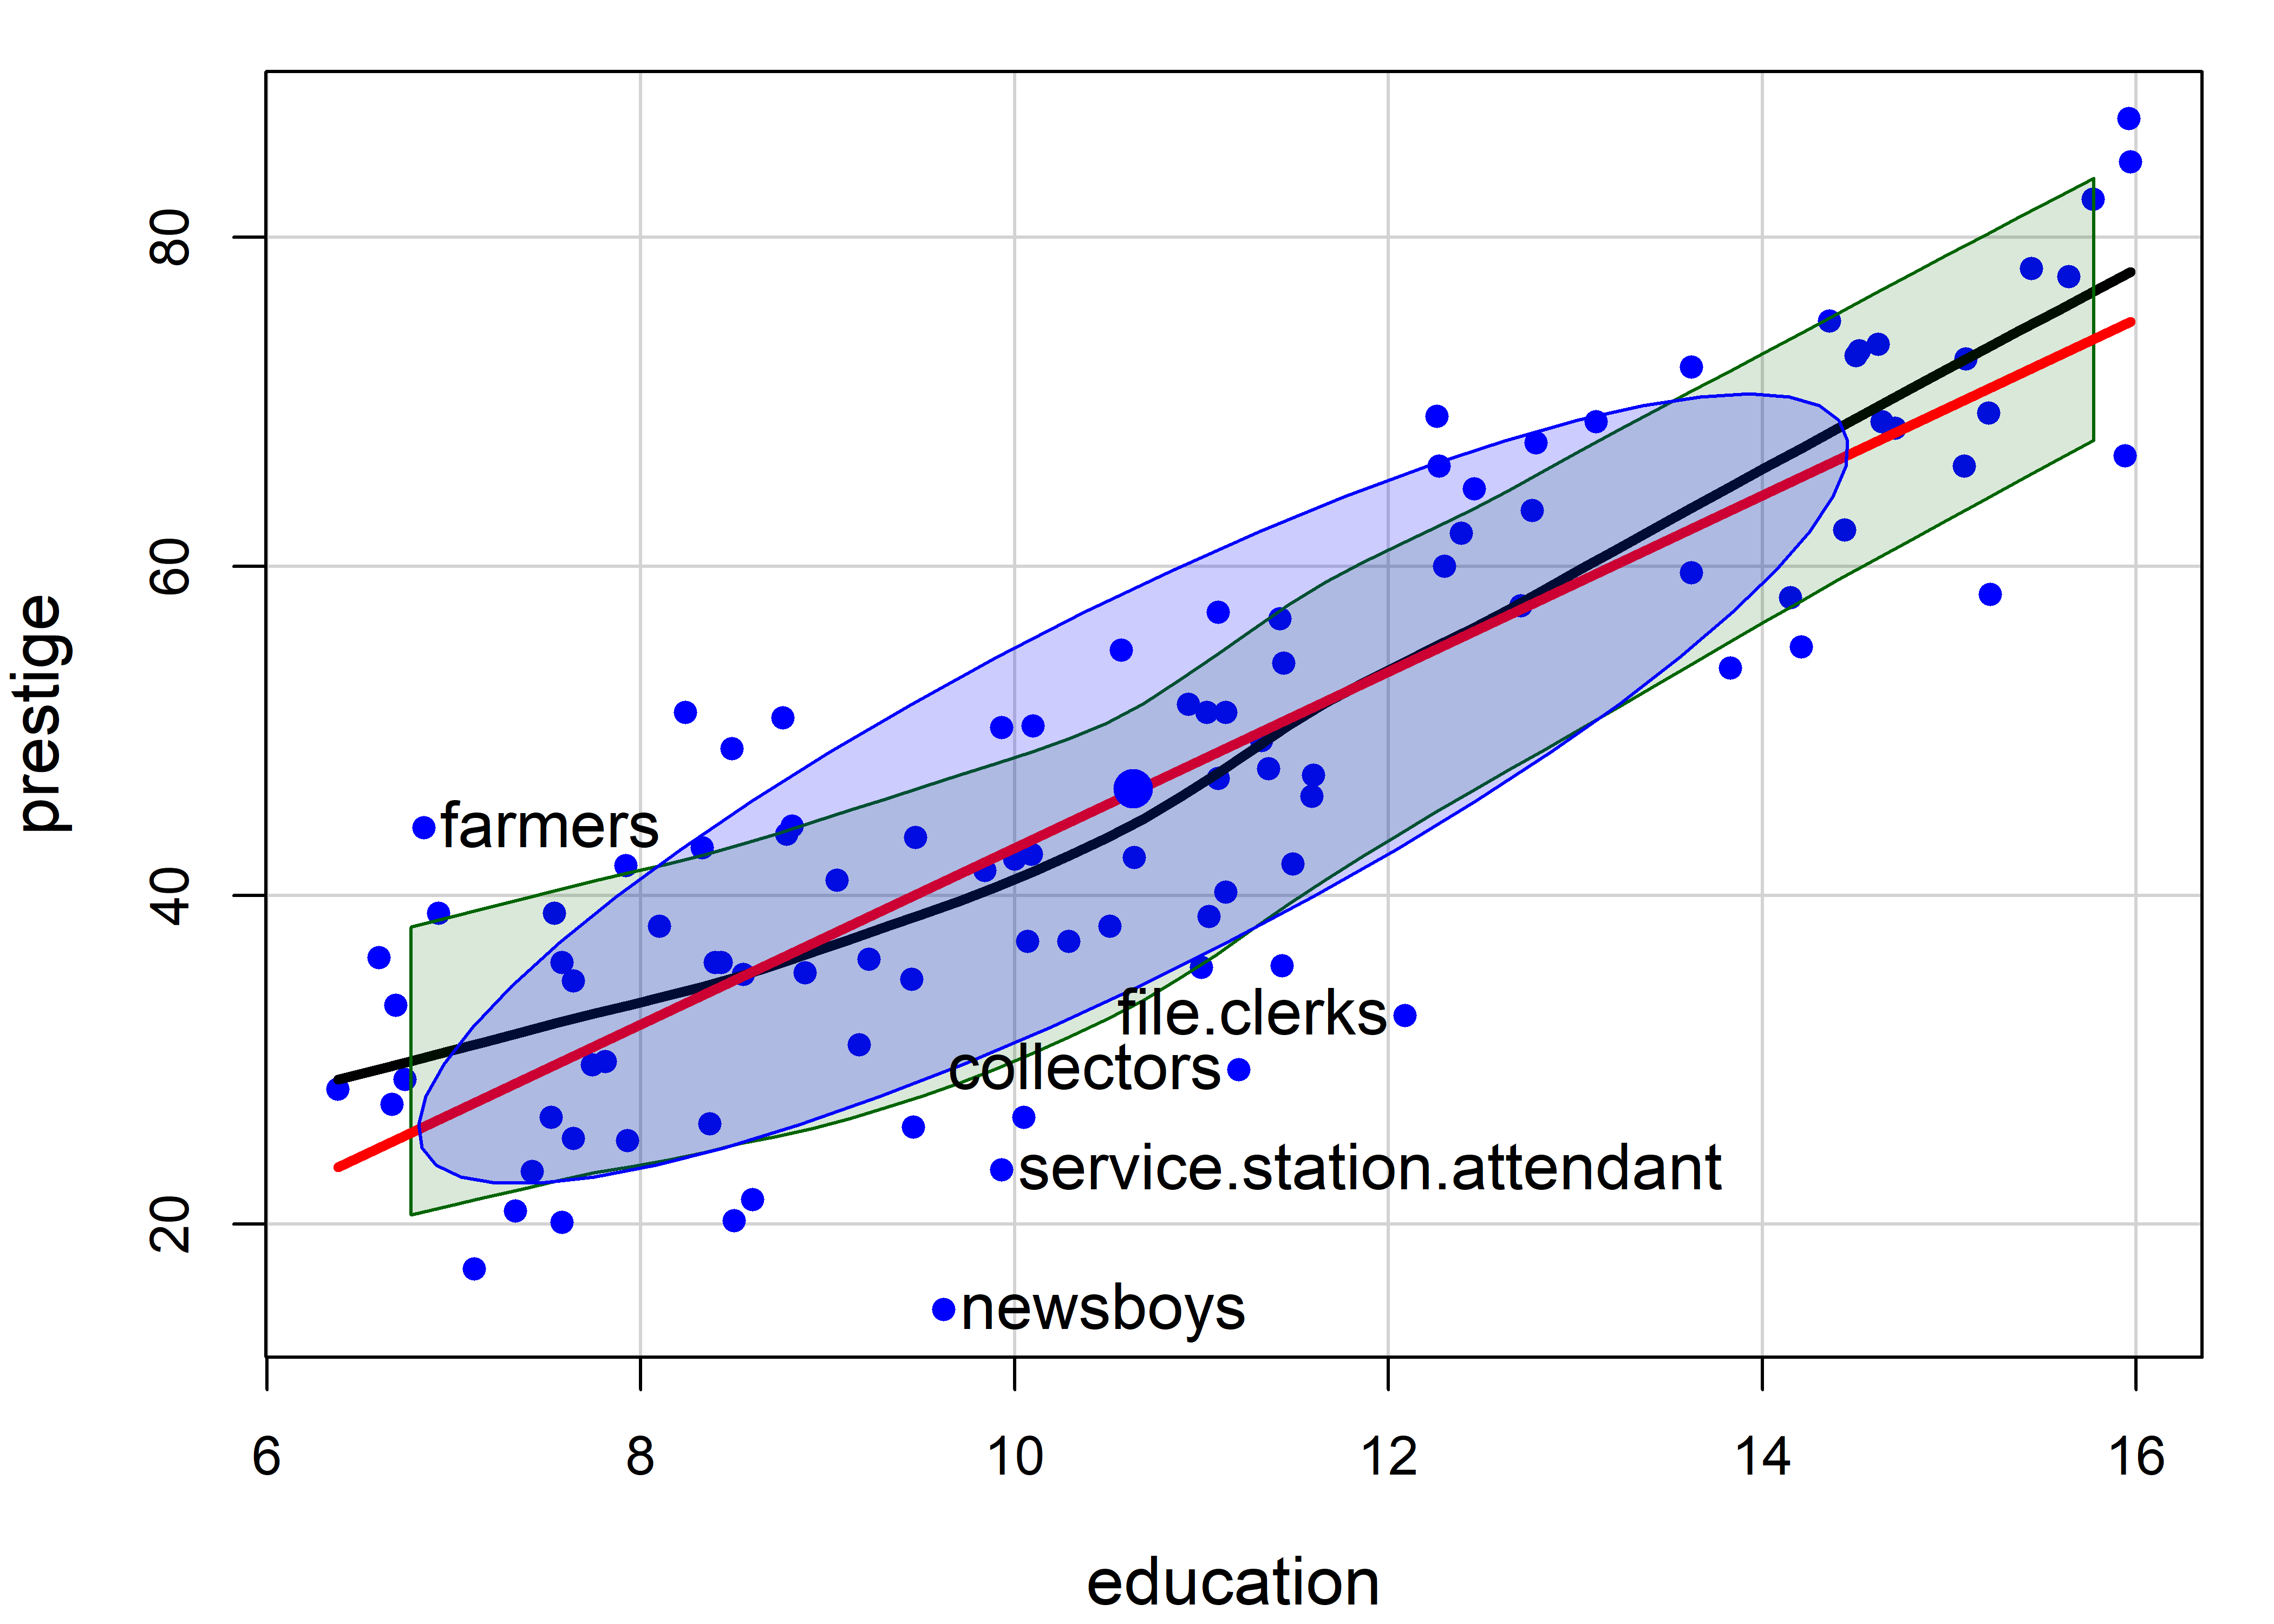 80
60
40
20
prestige
farmers
file.clerks
collectors
service.station.attendant
newsboys
6 8 10 12 14 16
education